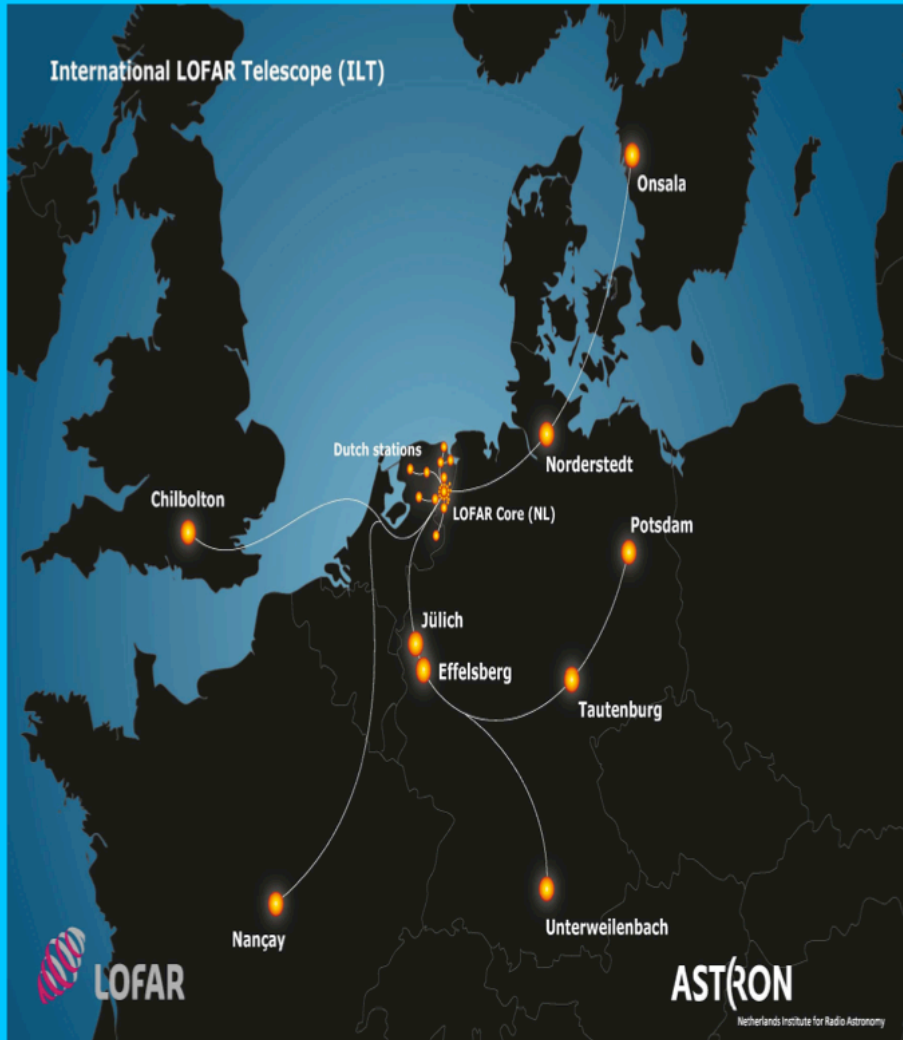 International LOFAR Telescope (ILT)
Onsala
Dutch stations
Norderstedt
Chilbolton
LOFAR Core (NL)
Potsdam
Jülich
Effelsberg
Tautenburg
Unterweilenbach
Nançay
LOFAR
ASTRON
Netherlands Institute for Radio Astronomy